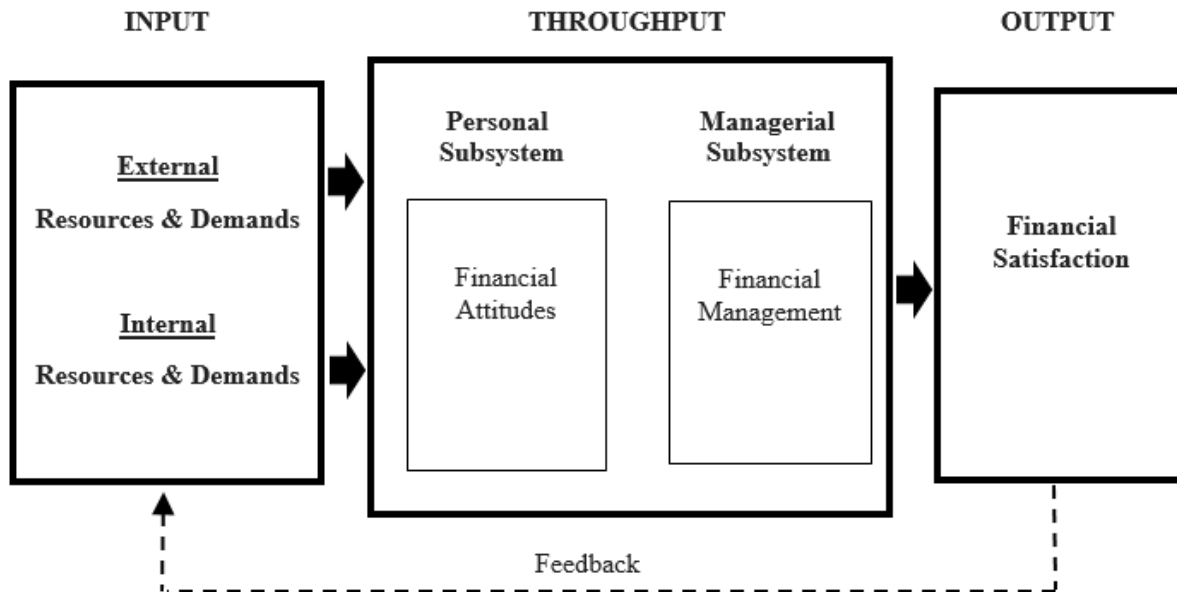 INPUT
THROUGHPUT
OUTPUT
External
Resources & Demands
Internal
Resources & Demands
Personal
Subsystem
Financial
Attitudes
Managerial
Subsystem
Financial
Management
Financial
Satisfaction
Feedback